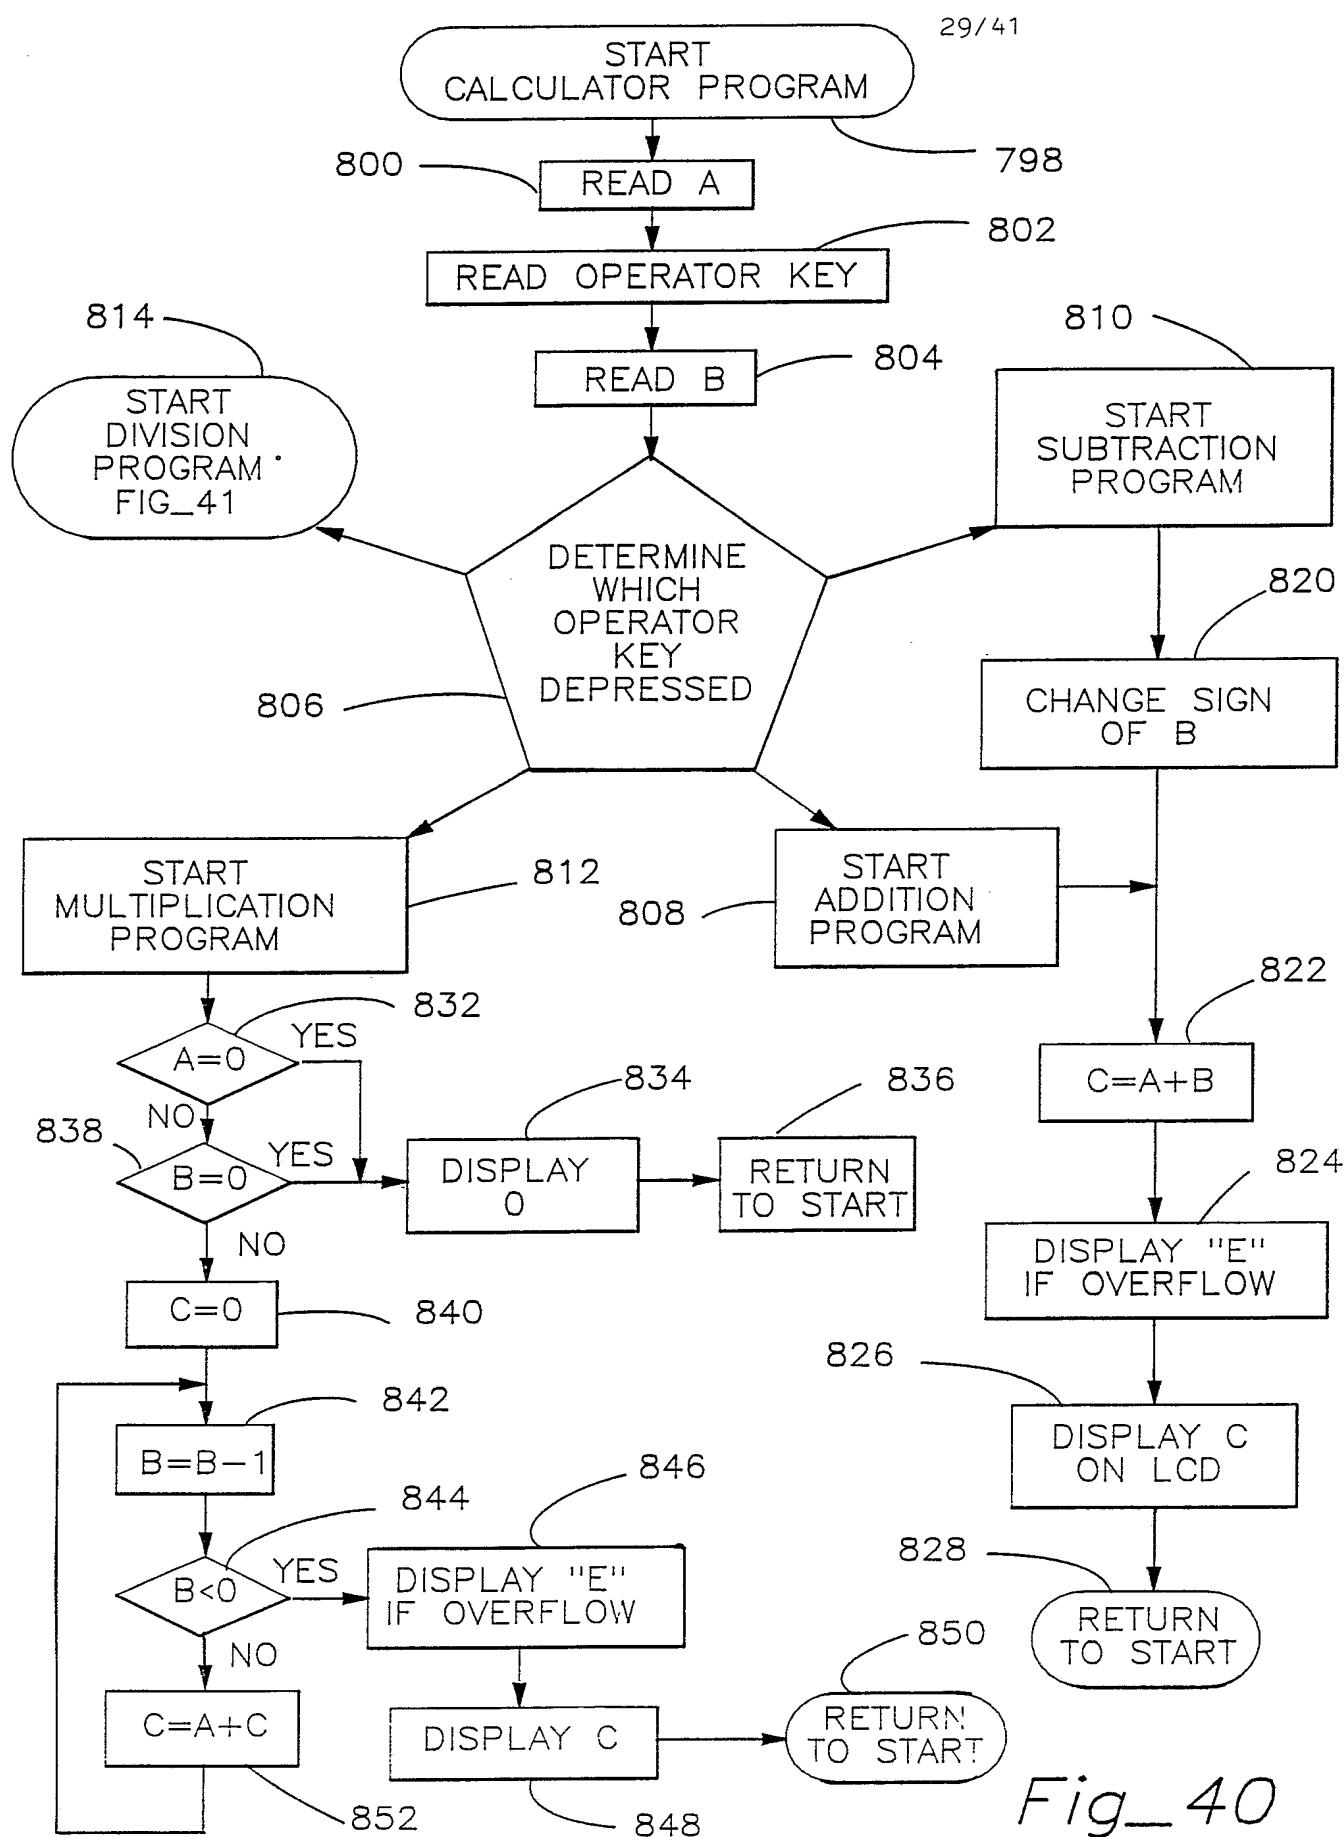 29/41
START
CALCULATOR PROGRAM
798
800
READ A
802
READ OPERATOR KEY
804
READ B
814
START
DIVISION
PROGRAM
FIG_41
810
START
SUBTRACTION
PROGRAM
DETERMINE
WHICH
OPERATOR
KEY
DEPRESSED
806
820
CHANGE SIGN
OF B
START
MULTIPLICATION
PROGRAM
812
808
START
ADDITION
PROGRAM
832
A=0
YES
NO
838
B=0
YES
NO
834
DISPLAY
0
836
RETURN
TO START
822
C=A+B
824
DISPLAY "E"
IF OVERFLOW
C=0
840
826
DISPLAY C
ON LCD
842
B=B-1
844
B<0
YES
NO
846
DISPLAY "E"
IF OVERFLOW
828
RETURN
TO START
C=A+C
852
DISPLAY C
848
850
RETURN
TO START
Fig_40